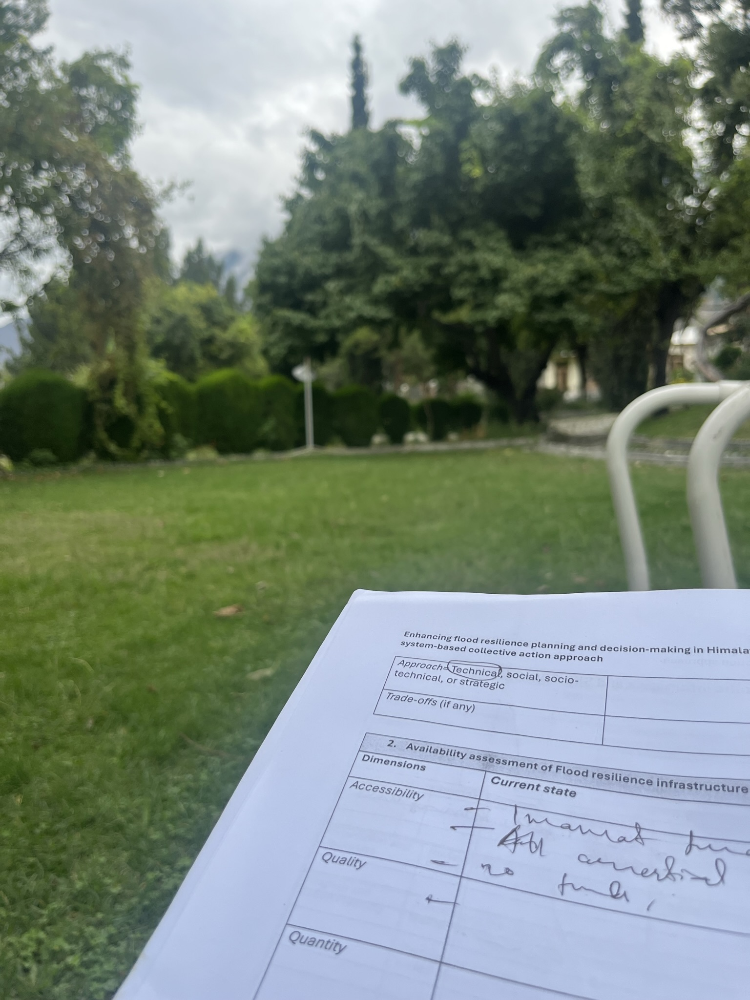 Enhancing flood resilience planning and decision-making in
system-based collective action approach
Approach= Technical, social, socio-
technical, or strategic
Trade-offs (if any)
2. Availability assessment of Flood resilience infrastructure
Dimensions
Current state
Accessibility
Quality
no funds,
Quantity